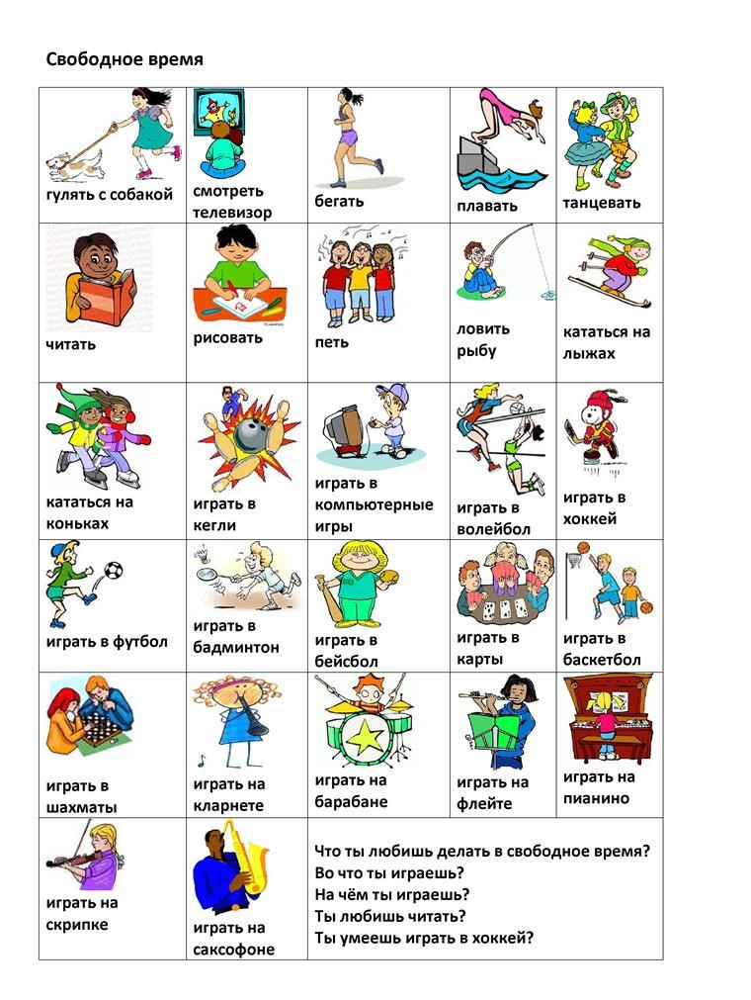 Свободное время
гулять с собакой
смотреть
телевизор
бегать
плавать
танцевать
читать
рисовать
петь
ловить
рыбу
кататься на
лыжах
кататься на
коньках
играть в
кегли
играть в
компьютерные
игры
играть в
волейбол
играть в
хоккей
играть в футбол
играть в
бадминтон
играть в
бейсбол
играть в
карты
играть в
баскетбол
играть в
шахматы
играть на
кларнете
играть на
барабане
играть на
флейте
играть на
пианино
играть на
скрипке
играть на
саксофоне
Что ты любишь делать в свободное время?
Во что ты играешь?
На чём ты играешь?
Ты любишь читать?
Ты умеешь играть в хоккей?